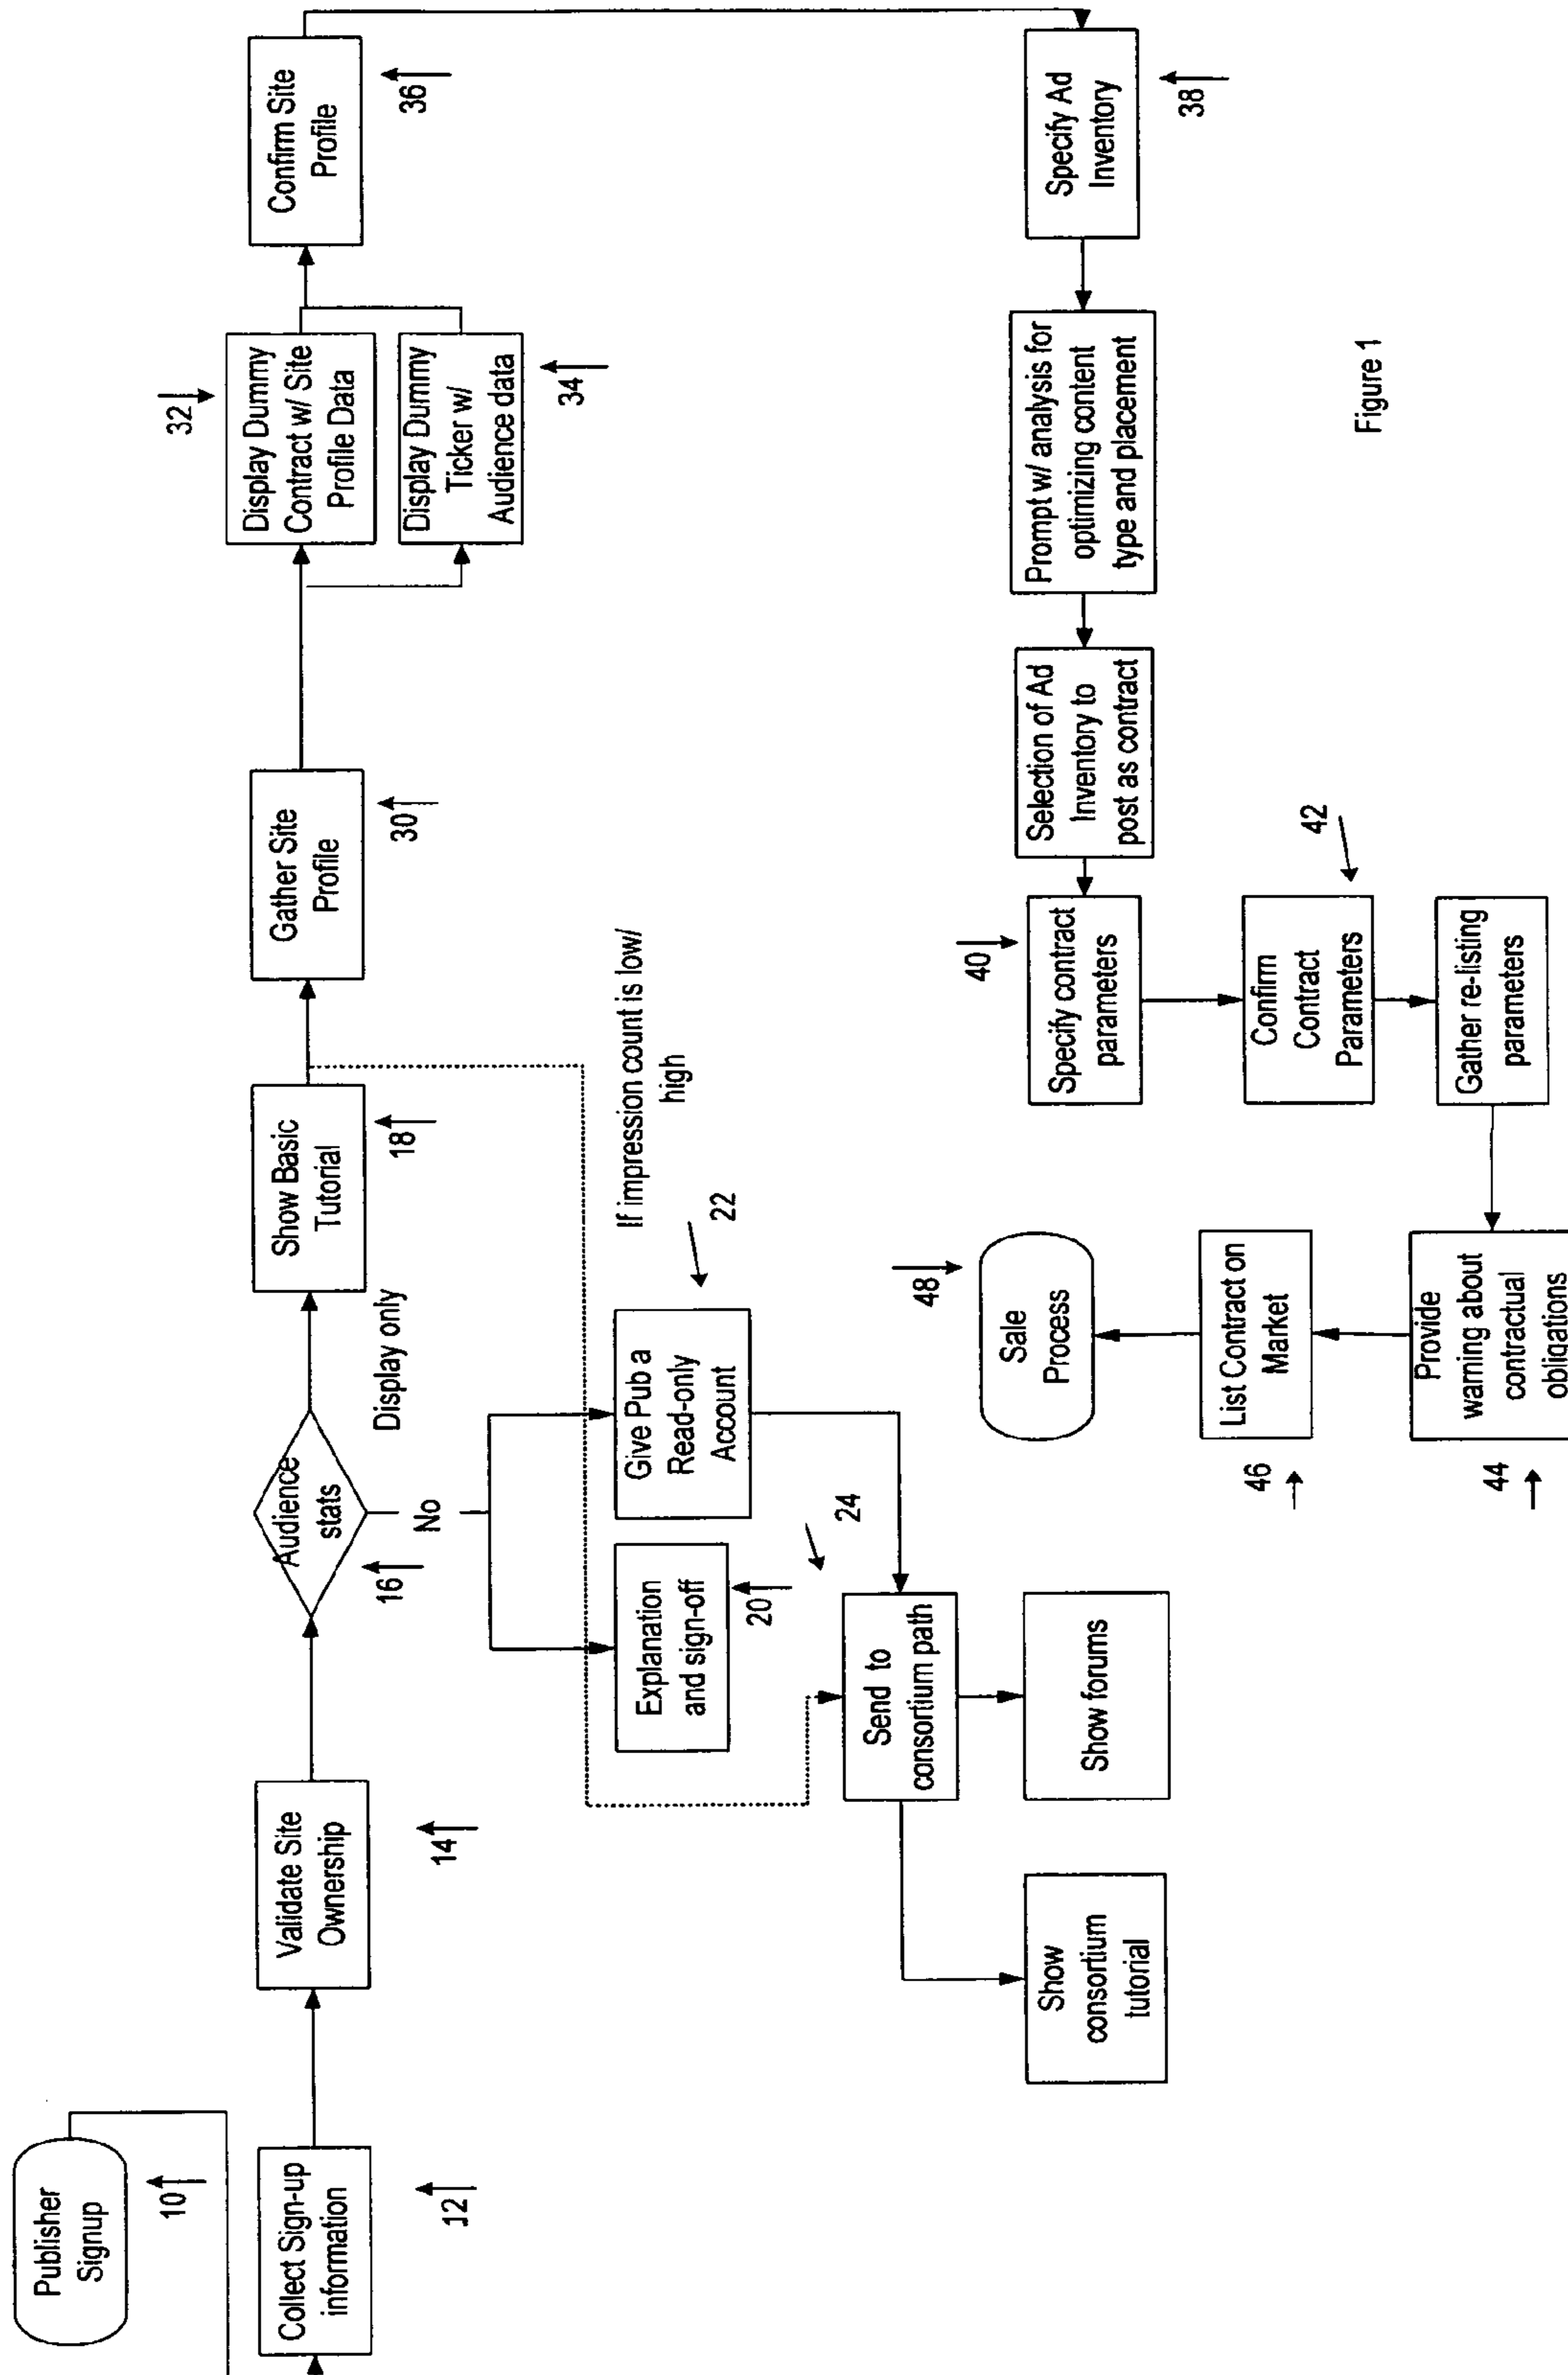 Publisher
Signup
10
Collect Sign-up
information
12
Validate Site
Ownership
14
Audience
stats
16
No
Display only
Show Basic
Tutorial
18
Gather Site
Profile
30
Display Dummy
Contract w/ Site
Profile Data
32
Display Dummy
Ticker w/
Audience data
34
Confirm Site
Profile
36
If impression count is low/
high
Explanation
and sign-off
20
Give Pub a
Read-only
Account
22
Send to
consortium path
24
Show
consortium
tutorial
Show forums
Specify Ad
Inventory
38
Prompt w/ analysis for
optimizing content
type and placement
Selection of Ad
Inventory to
post as contract
Specify contract
parameters
40
Confirm
Contract
Parameters
42
Gather re-listing
parameters
Provide
warning about
contractual
obligations
44
List Contract on
Market
46
Sale
Process
48
Figure 1